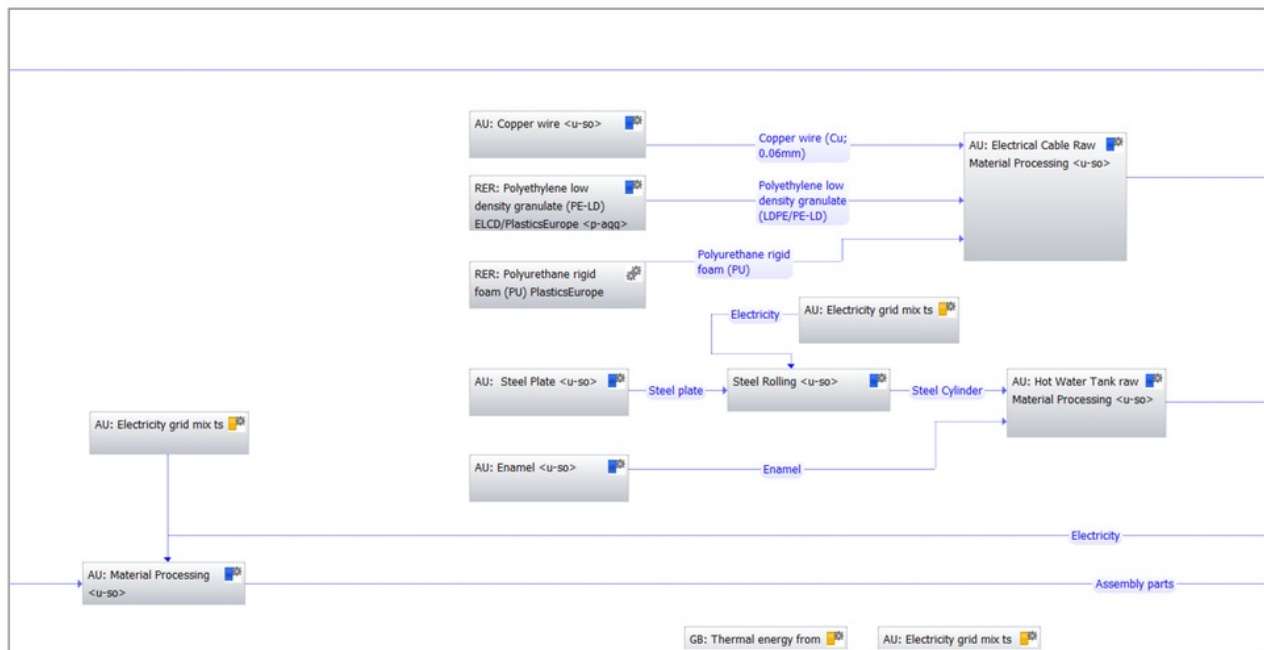 AU: Copper wire <u-so>
Copper wire (Cu;
0.06mm)
AU: Electrical Cable Raw
Material Processing <u-so>
RER: Polyethylene low
density granulate (PE-LD)
ELCD/PlasticsEurope <p-agg>
Polyethylene low
density granulate
(LDPE/PE-LD)
RER: Polyurethane rigid
foam (PU) PlasticsEurope
Polyurethane rigid
foam (PU)
Electricity
AU: Electricity grid mix ts
AU: Steel Plate <u-so>
Steel plate
Steel Rolling <u-so>
Steel Cylinder
AU: Hot Water Tank raw
Material Processing <u-so>
AU: Electricity grid mix ts
AU: Enamel <u-so>
Enamel
Electricity
AU: Material Processing
<u-so>
Assembly parts
GB: Thermal energy from
AU: Electricity grid mix ts